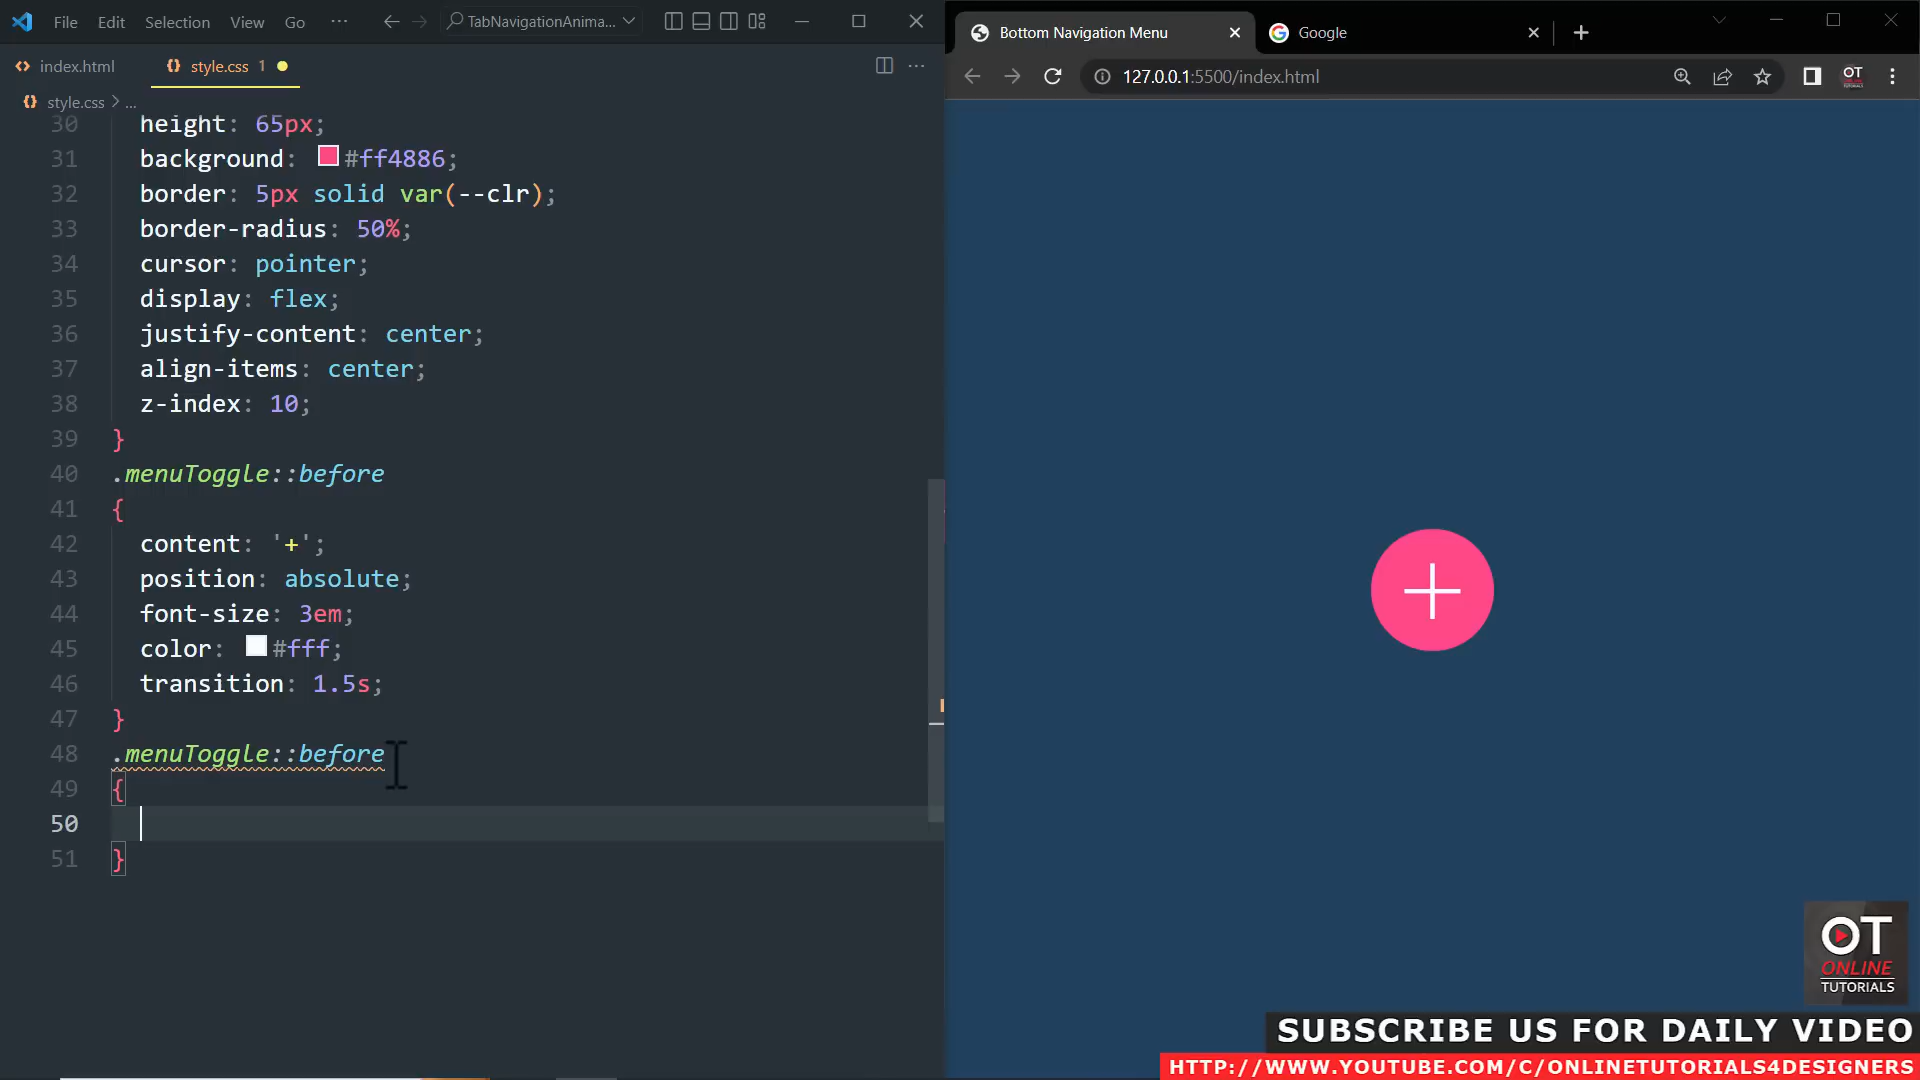 File Edit Selection View Go ··· TabNavigationAnima...
index.html style.css 1
style.css > ...
30 height: 65px;
31 background: #ff4886;
32 border: 5px solid var(--clr);
33 border-radius: 50%;
34 cursor: pointer;
35 display: flex;
36 justify-content: center;
37 align-items: center;
38 z-index: 10;
39 }
40 .menuToggle::before
41 {
42 content: '+';
43 position: absolute;
44 font-size: 3em;
45 color: #fff;
46 transition: 1.5s;
47 }
48 .menuToggle::before
49 {
50
51 }
Bottom Navigation Menu Google
127.0.0.1:5500/index.html
OT
ONLINE
TUTORIALS
SUBSCRIBE US FOR DAILY VIDEO
HTTP://WWW.YOUTUBE.COM/C/ONLINETUTORIALS4DESIGNERS